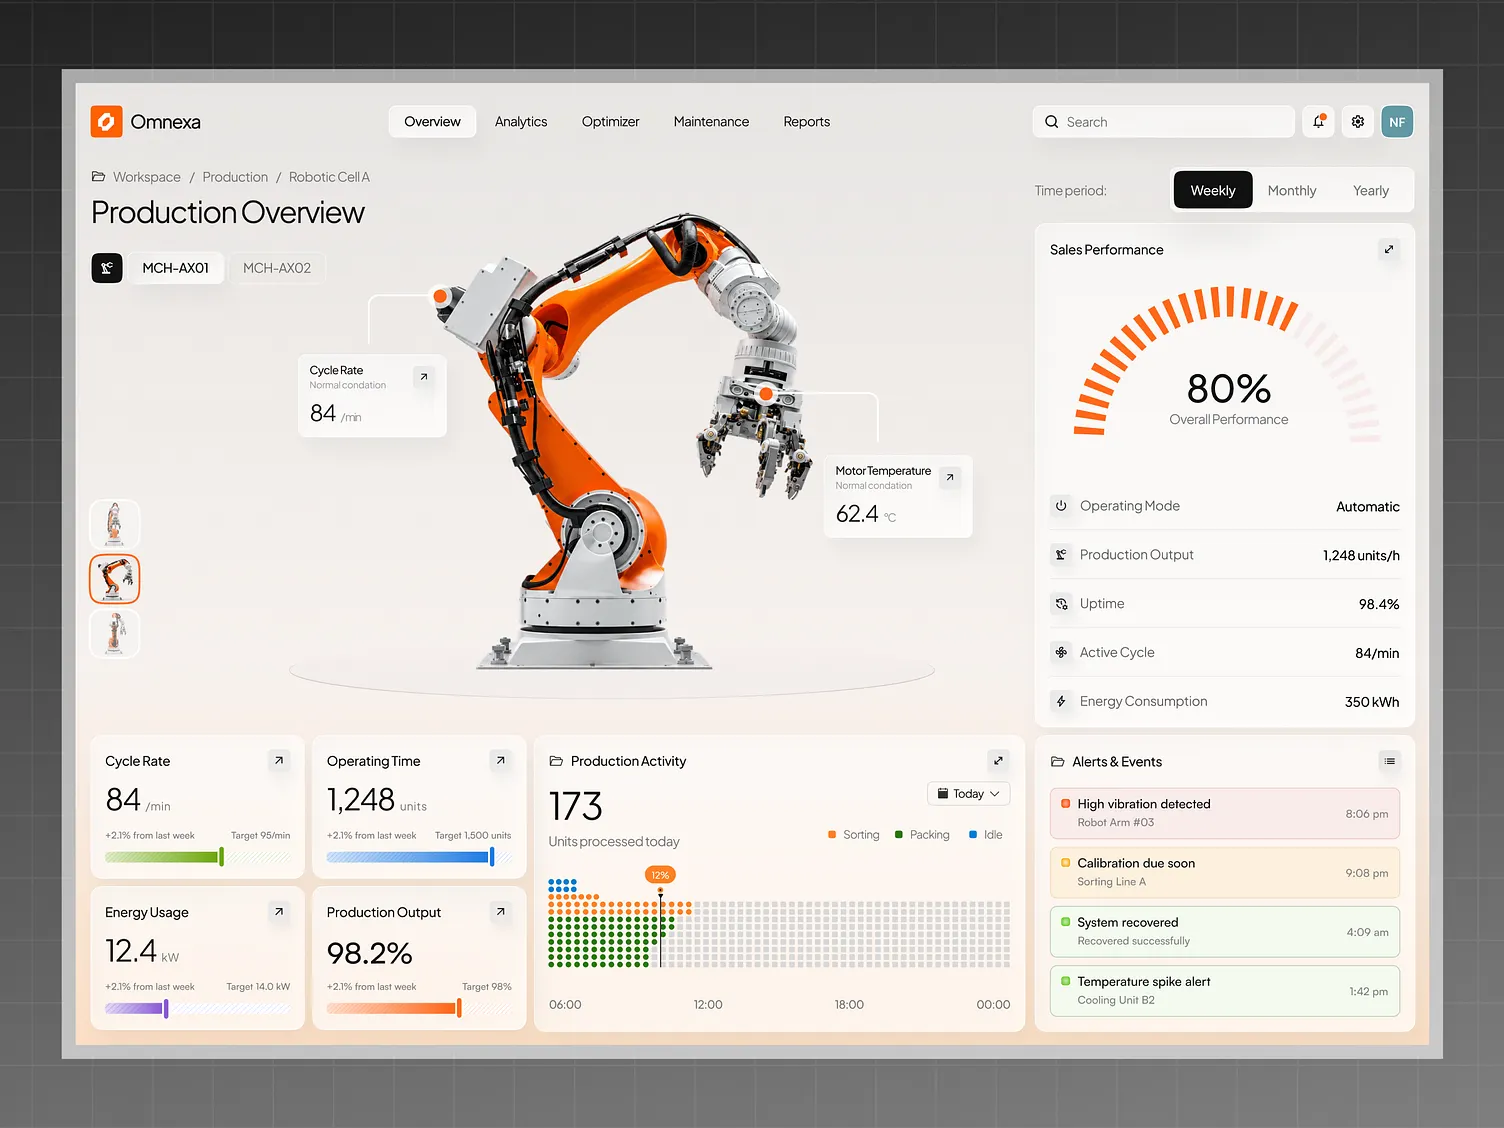 Omnexa
Overview
Analytics
Optimizer
Maintenance
Reports
Search
NF
Workspace / Production / Robotic Cell A
Production Overview
Time period:
Weekly
Monthly
Yearly
MCH-AX01
MCH-AX02
Cycle Rate
Normal condation
84 /min
Motor Temperature
Normal condation
62.4 °C
Sales Performance
80%
Overall Performance
Operating Mode Automatic
Production Output 1,248 units/h
Uptime 98.4%
Active Cycle 84/min
Energy Consumption 350 kWh
Cycle Rate
84 /min
+2.1% from last week Target 95/min
Operating Time
1,248 units
+2.1% from last week Target 1,500 units
Energy Usage
12.4 kW
+2.1% from last week Target 14.0 kW
Production Output
98.2%
+2.1% from last week Target 98%
Production Activity
173
Units processed today
Today
Sorting Packing Idle
12%
06:00 12:00 18:00 00:00
Alerts & Events
High vibration detected
Robot Arm #03
8:06 pm
Calibration due soon
Sorting Line A
9:08 pm
System recovered
Recovered successfully
4:09 am
Temperature spike alert
Cooling Unit B2
1:42 pm